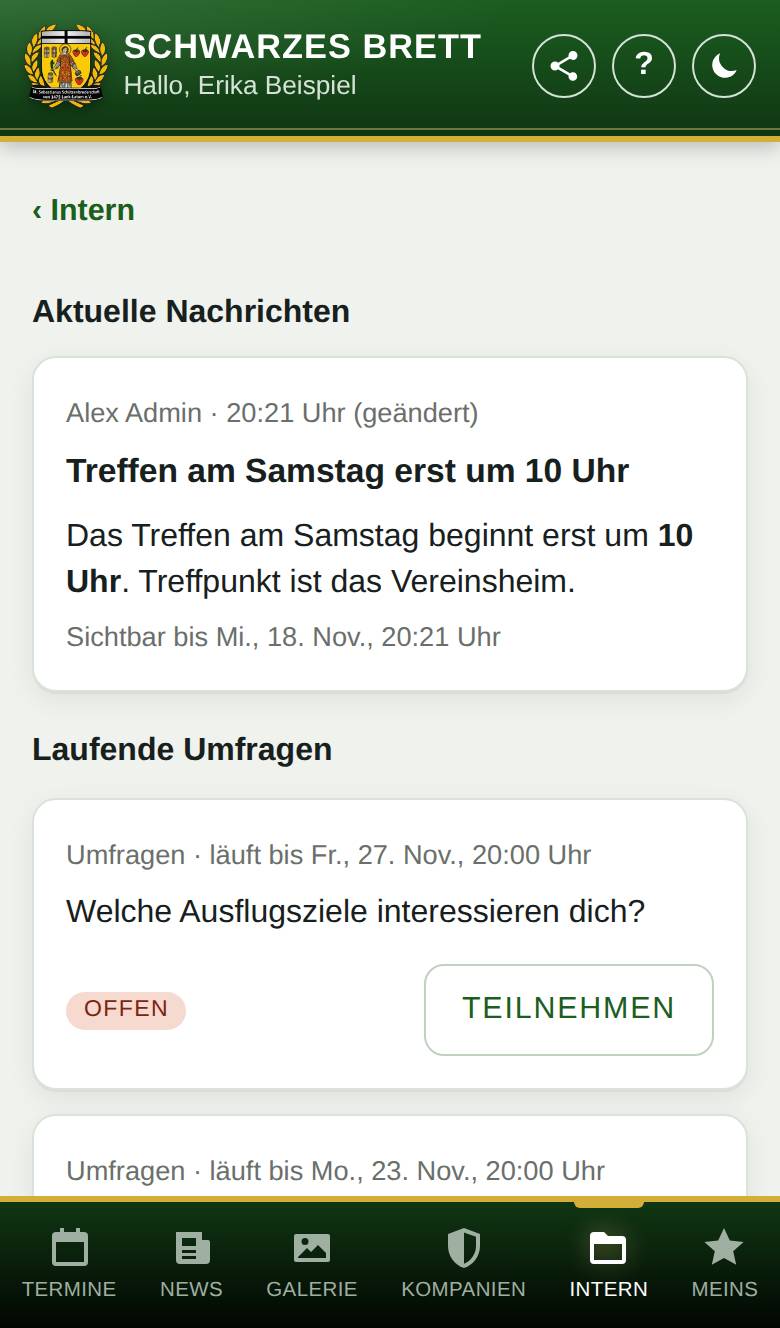 SCHWARZES BRETT
Hallo, Erika Beispiel
?
‹ Intern
Aktuelle Nachrichten
Alex Admin · 20:21 Uhr (geändert)
Treffen am Samstag erst um 10 Uhr
Das Treffen am Samstag beginnt erst um 10
Uhr. Treffpunkt ist das Vereinsheim.
Sichtbar bis Mi., 18. Nov., 20:21 Uhr
Laufende Umfragen
Umfragen · läuft bis Fr., 27. Nov., 20:00 Uhr
Welche Ausflugsziele interessieren dich?
OFFEN
TEILNEHMEN
Umfragen · läuft bis Mo., 23. Nov., 20:00 Uhr
TERMINE
NEWS
GALERIE
KOMPANIEN
INTERN
MEINS